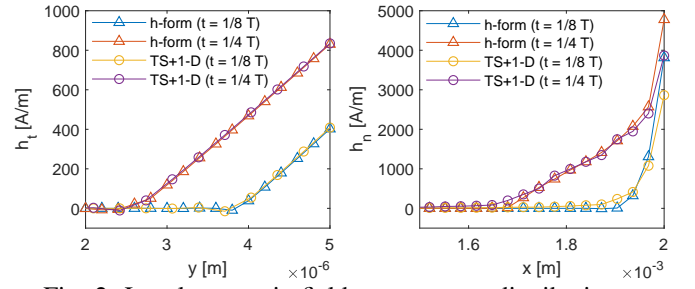 1000
800
600
400
200
0
h_t [A/m]
h-form (t = 1/8 T)
h-form (t = 1/4 T)
TS+1-D (t = 1/8 T)
TS+1-D (t = 1/4 T)
2 3 4 5
y [m] ×10^-6
5000
4000
3000
2000
1000
0
h_n [A/m]
h-form (t = 1/8 T)
h-form (t = 1/4 T)
TS+1-D (t = 1/8 T)
TS+1-D (t = 1/4 T)
1.6 1.8 2
x [m] ×10^-3